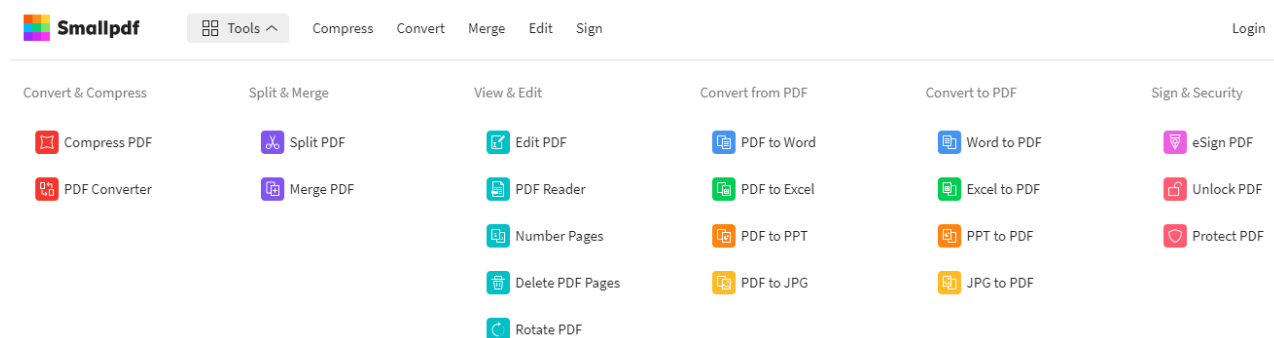 Smallpdf
Tools
Compress
Convert
Merge
Edit
Sign
Login
Convert & Compress
Compress PDF
PDF Converter
Split & Merge
Split PDF
Merge PDF
View & Edit
Edit PDF
PDF Reader
Number Pages
Delete PDF Pages
Rotate PDF
Convert from PDF
PDF to Word
PDF to Excel
PDF to PPT
PDF to JPG
Convert to PDF
Word to PDF
Excel to PDF
PPT to PDF
JPG to PDF
Sign & Security
eSign PDF
Unlock PDF
Protect PDF